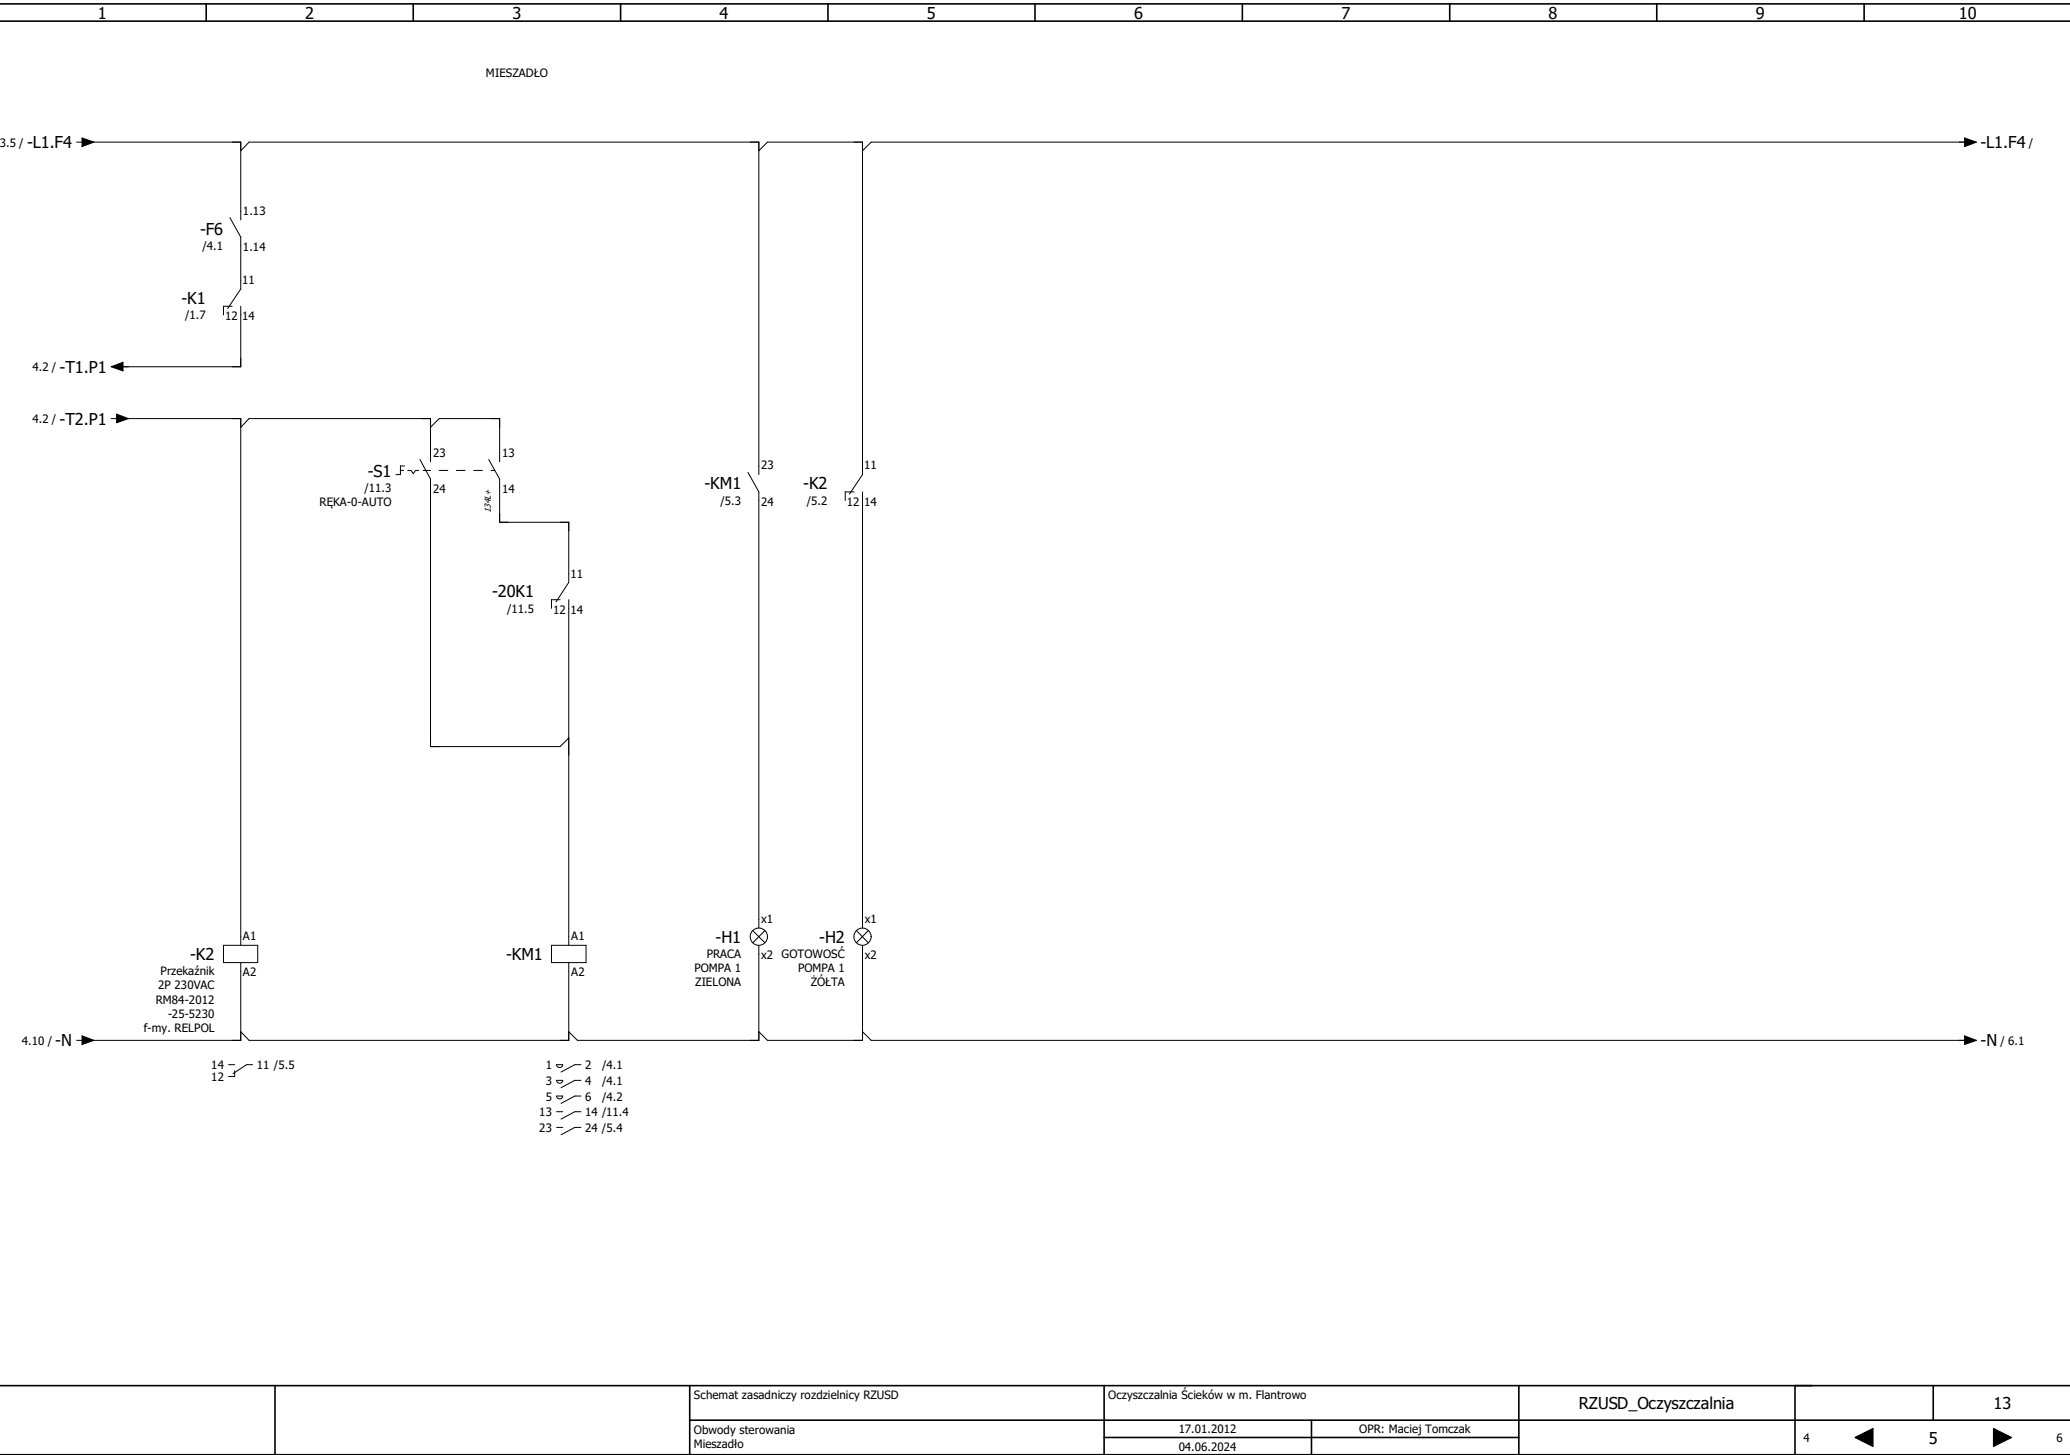 1 2 3 4 5 6 7 8 9 10
MIESZADŁO
3.5 / -L1.F4
-L1.F4 /
1.13
-F6
/4.1
1.14
11
-K1
/1.7
12 14
4.2 / -T1.P1
4.2 / -T2.P1
23
13
-S1
/11.3
RĘKA-0-AUTO
24
14
23
-KM1
/5.3
24
11
-K2
/5.2
12 14
11
-20K1
/11.5
12 14
A1
-K2
A2
Przekaźnik
2P 230VAC
RM84-2012
-25-5230
f-my. RELPOL
A1
-KM1
A2
x1
-H1
x2
PRACA
POMPA 1
ZIELONA
x1
-H2
x2
GOTOWOŚĆ
POMPA 1
ŻÓŁTA
4.10 / -N
-N / 6.1
14 11 /5.5
12
1 2 /4.1
3 4 /4.1
5 6 /4.2
13 14 /11.4
23 24 /5.4
Schemat zasadniczy rozdzielnicy RZUSD
Obwody sterowania
Mieszadło
Oczyszczalnia Ścieków w m. Flantrowo
17.01.2012
OPR: Maciej Tomczak
04.06.2024
RZUSD_Oczyszczalnia
13
4 5 6